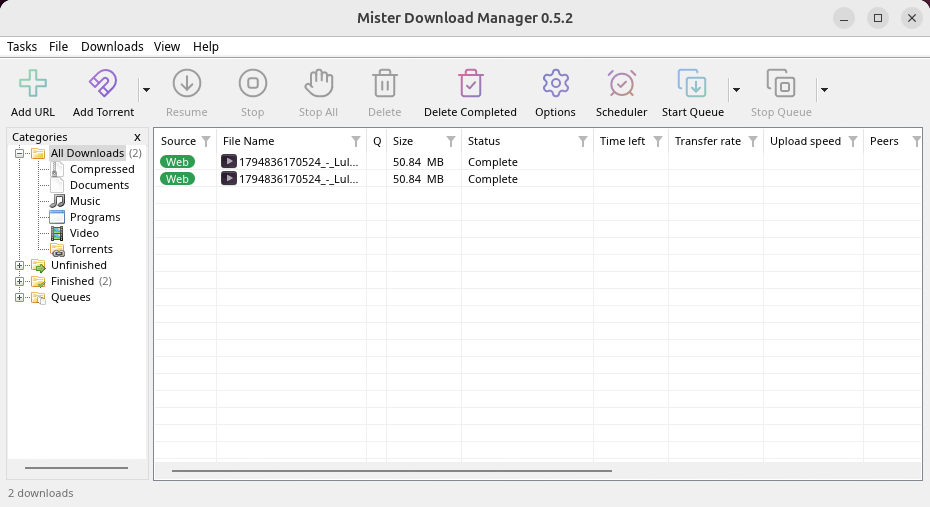 Mister Download Manager 0.5.2
Tasks File Downloads View Help
Add URL Add Torrent Resume Stop Stop All Delete Delete Completed Options Scheduler Start Queue Stop Queue
Categories X
All Downloads (2)
Compressed
Documents
Music
Programs
Video
Torrents
Unfinished
Finished (2)
Queues
Source File Name Q Size Status Time left Transfer rate Upload speed Peers
Web 1794836170524_-_Lul... 50.84 MB Complete
Web 1794836170524_-_Lul... 50.84 MB Complete
2 downloads